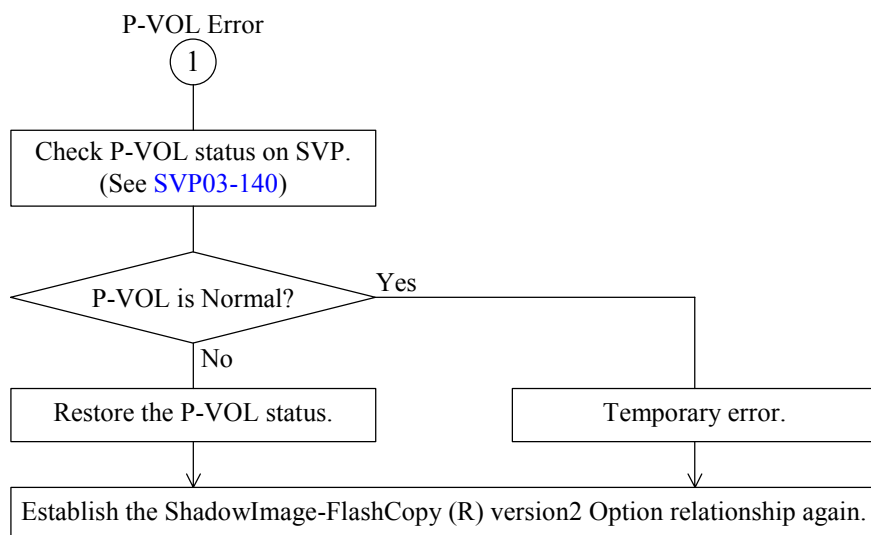 P-VOL Error
1
Check P-VOL status on SVP.
(See SVP03-140)
P-VOL is Normal?
Yes
No
Restore the P-VOL status.
Temporary error.
Establish the ShadowImage-FlashCopy (R) version2 Option relationship again.